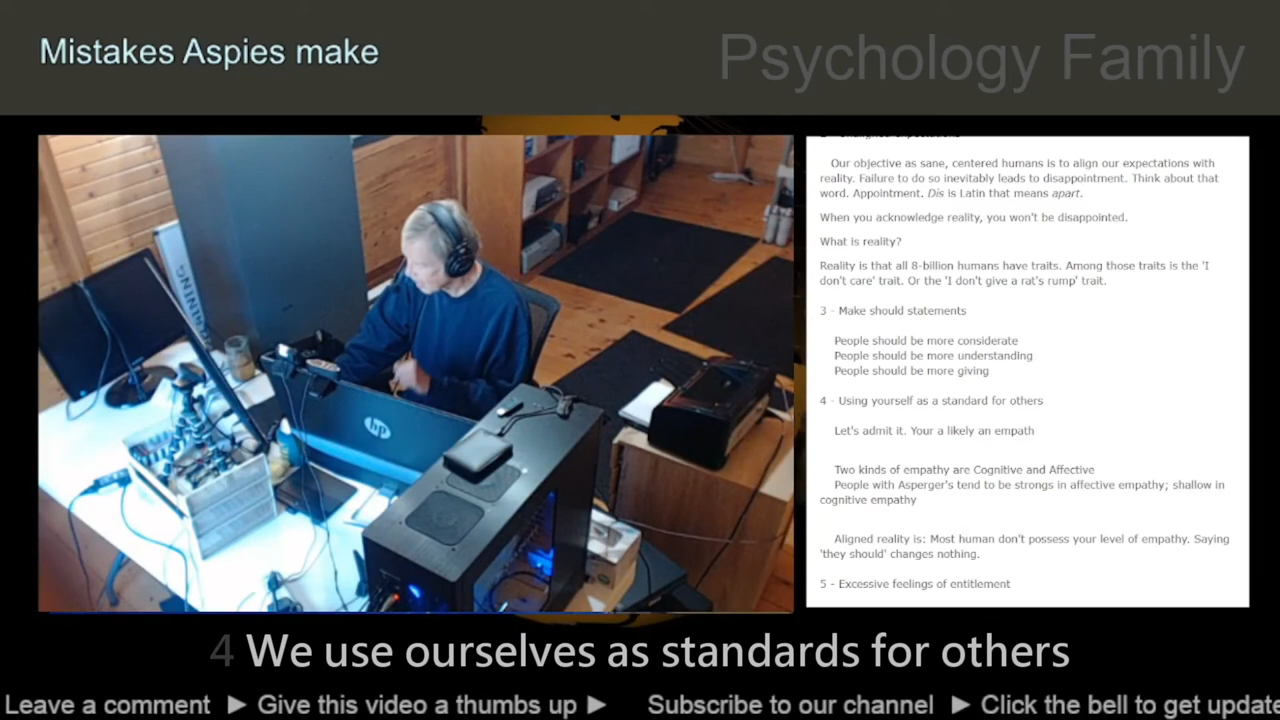 Mistakes Aspies make
Psychology Family
Our objective as sane, centered humans is to align our expectations with
reality. Failure to do so inevitably leads to disappointment. Think about that
word. Appointment. Dis is Latin that means apart.
When you acknowledge reality, you won't be disappointed.
What is reality?
Reality is that all 8-billion humans have traits. Among those traits is the 'I
don't care' trait. Or the 'I don't give a rat's rump' trait.
3 - Make should statements
People should be more considerate
People should be more understanding
People should be more giving
4 - Using yourself as a standard for others
Let's admit it. Your a likely an empath
Two kinds of empathy are Cognitive and Affective
People with Asperger's tend to be strongs in affective empathy; shallow in
cognitive empathy
Aligned reality is: Most human don't possess your level of empathy. Saying
'they should' changes nothing.
5 - Excessive feelings of entitlement
hp
4 We use ourselves as standards for others
Leave a comment ► Give this video a thumbs up ► Subscribe to our channel ► Click the bell to get update